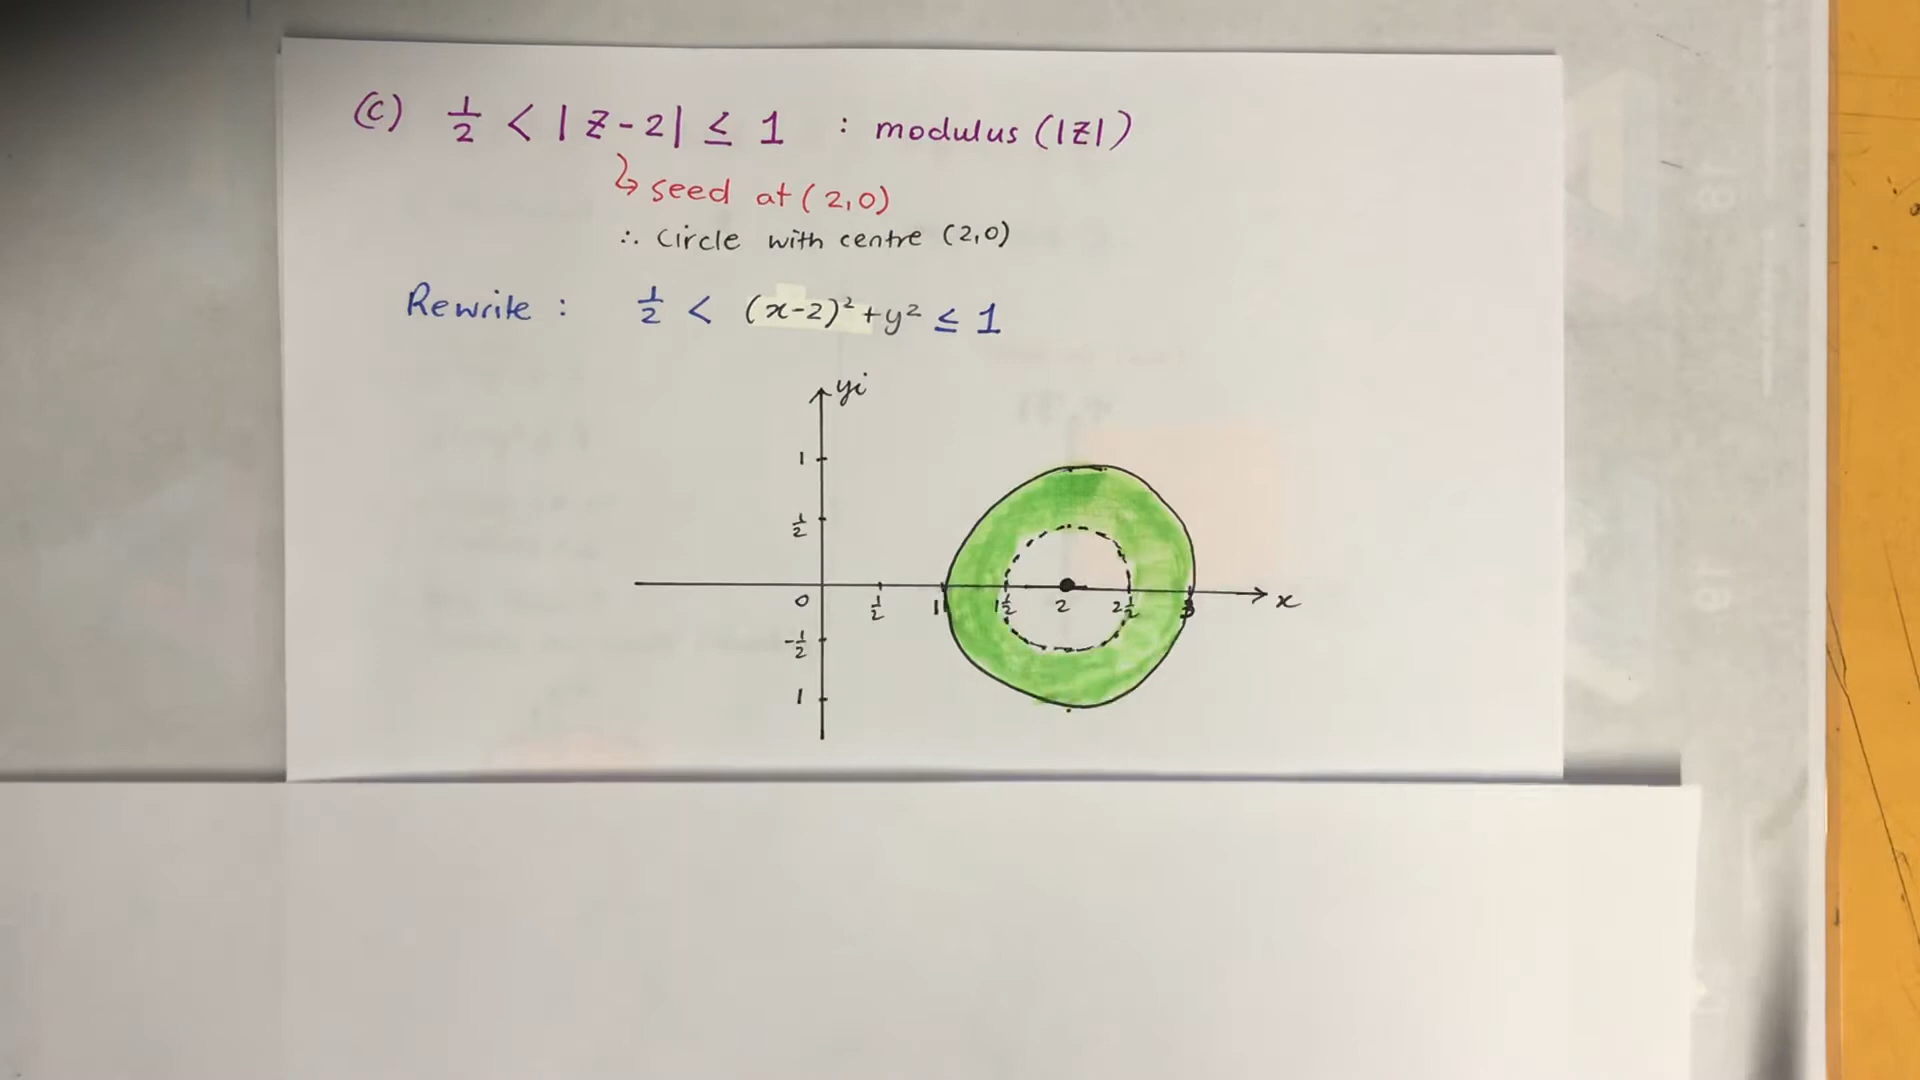 (c) ½ < |Z-2| ≤ 1 : modulus (|Z|)
↳ seed at (2,0)
∴ Circle with centre (2,0)
Rewrite : ½ < (x-2)²+y² ≤ 1
yi
1
½
0 ½ 1 1½ 2 2½ 3 x
-½
1